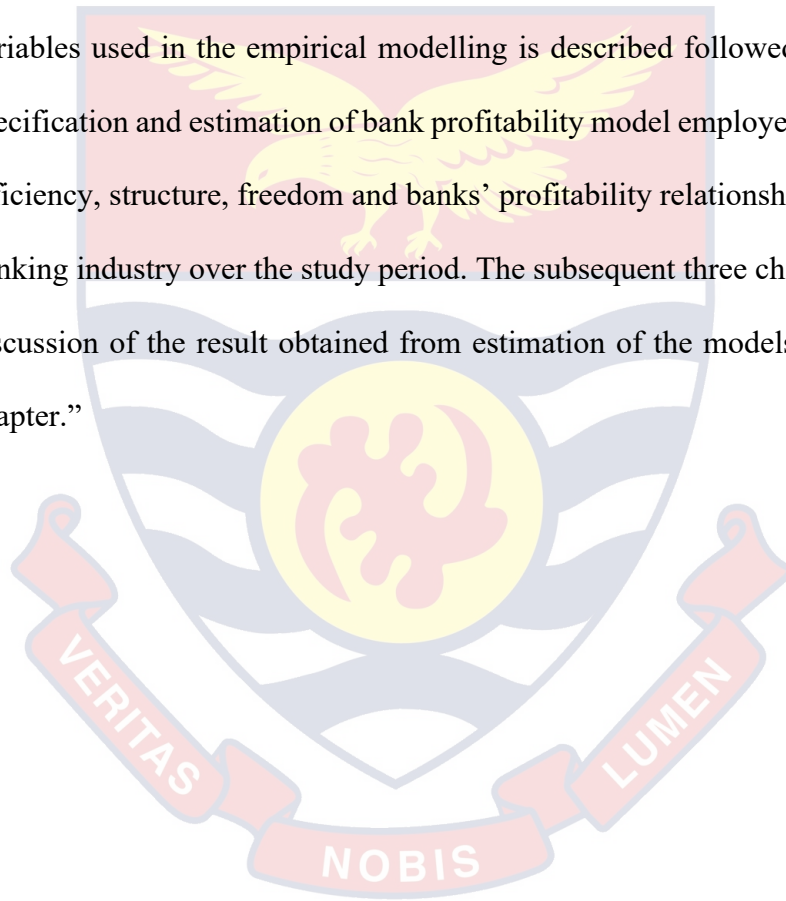 riables used in the empirical modelling is described followed
ecification and estimation of bank profitability model employe
ficiency, structure, freedom and banks’ profitability relationsh
nking industry over the study period. The subsequent three ch
scussion of the result obtained from estimation of the models
apter.”
VERITAS
NOBIS
LUMEN